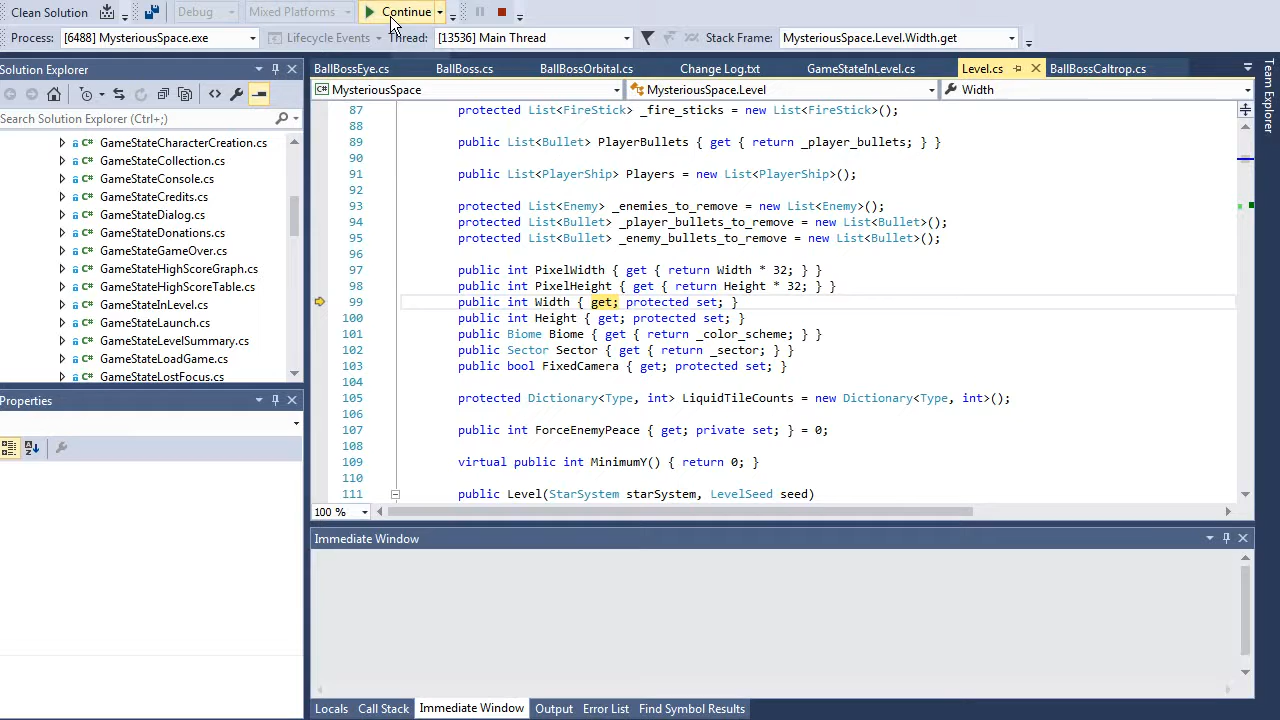 Clean Solution Debug Mixed Platforms Continue
Process: [6488] MysteriousSpace.exe Lifecycle Events Thread: [13536] Main Thread Stack Frame: MysteriousSpace.Level.Width.get
Solution Explorer
Search Solution Explorer (Ctrl+;)
GameStateCharacterCreation.cs
GameStateCollection.cs
GameStateConsole.cs
GameStateCredits.cs
GameStateDialog.cs
GameStateDonations.cs
GameStateGameOver.cs
GameStateHighScoreGraph.cs
GameStateHighScoreTable.cs
GameStateInLevel.cs
GameStateLaunch.cs
GameStateLevelSummary.cs
GameStateLoadGame.cs
GameStateLostFocus.cs
Properties
BallBossEye.cs BallBoss.cs BallBossOrbital.cs Change Log.txt GameStateInLevel.cs Level.cs BallBossCaltrop.cs
MysteriousSpace MysteriousSpace.Level Width
87 protected List<FireStick> _fire_sticks = new List<FireStick>();
88
89 public List<Bullet> PlayerBullets { get { return _player_bullets; } }
90
91 public List<PlayerShip> Players = new List<PlayerShip>();
92
93 protected List<Enemy> _enemies_to_remove = new List<Enemy>();
94 protected List<Bullet> _player_bullets_to_remove = new List<Bullet>();
95 protected List<Bullet> _enemy_bullets_to_remove = new List<Bullet>();
96
97 public int PixelWidth { get { return Width * 32; } }
98 public int PixelHeight { get { return Height * 32; } }
99 public int Width { get; protected set; }
100 public int Height { get; protected set; }
101 public Biome Biome { get { return _color_scheme; } }
102 public Sector Sector { get { return _sector; } }
103 public bool FixedCamera { get; protected set; }
104
105 protected Dictionary<Type, int> LiquidTileCounts = new Dictionary<Type, int>();
106
107 public int ForceEnemyPeace { get; private set; } = 0;
108
109 virtual public int MinimumY() { return 0; }
110
111 public Level(StarSystem starSystem, LevelSeed seed)
100 %
Immediate Window
Locals Call Stack Immediate Window Output Error List Find Symbol Results
Team Explorer